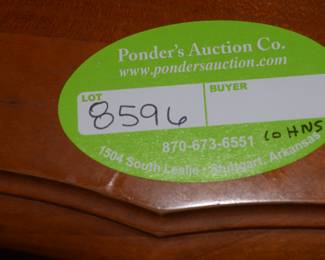 Ponder's Auction Co.
www.pondersauction.com
LOT
8596
BUYER
870-673-6551
10 HNS
1504 South Leslie • Stuttgart, Arkansas